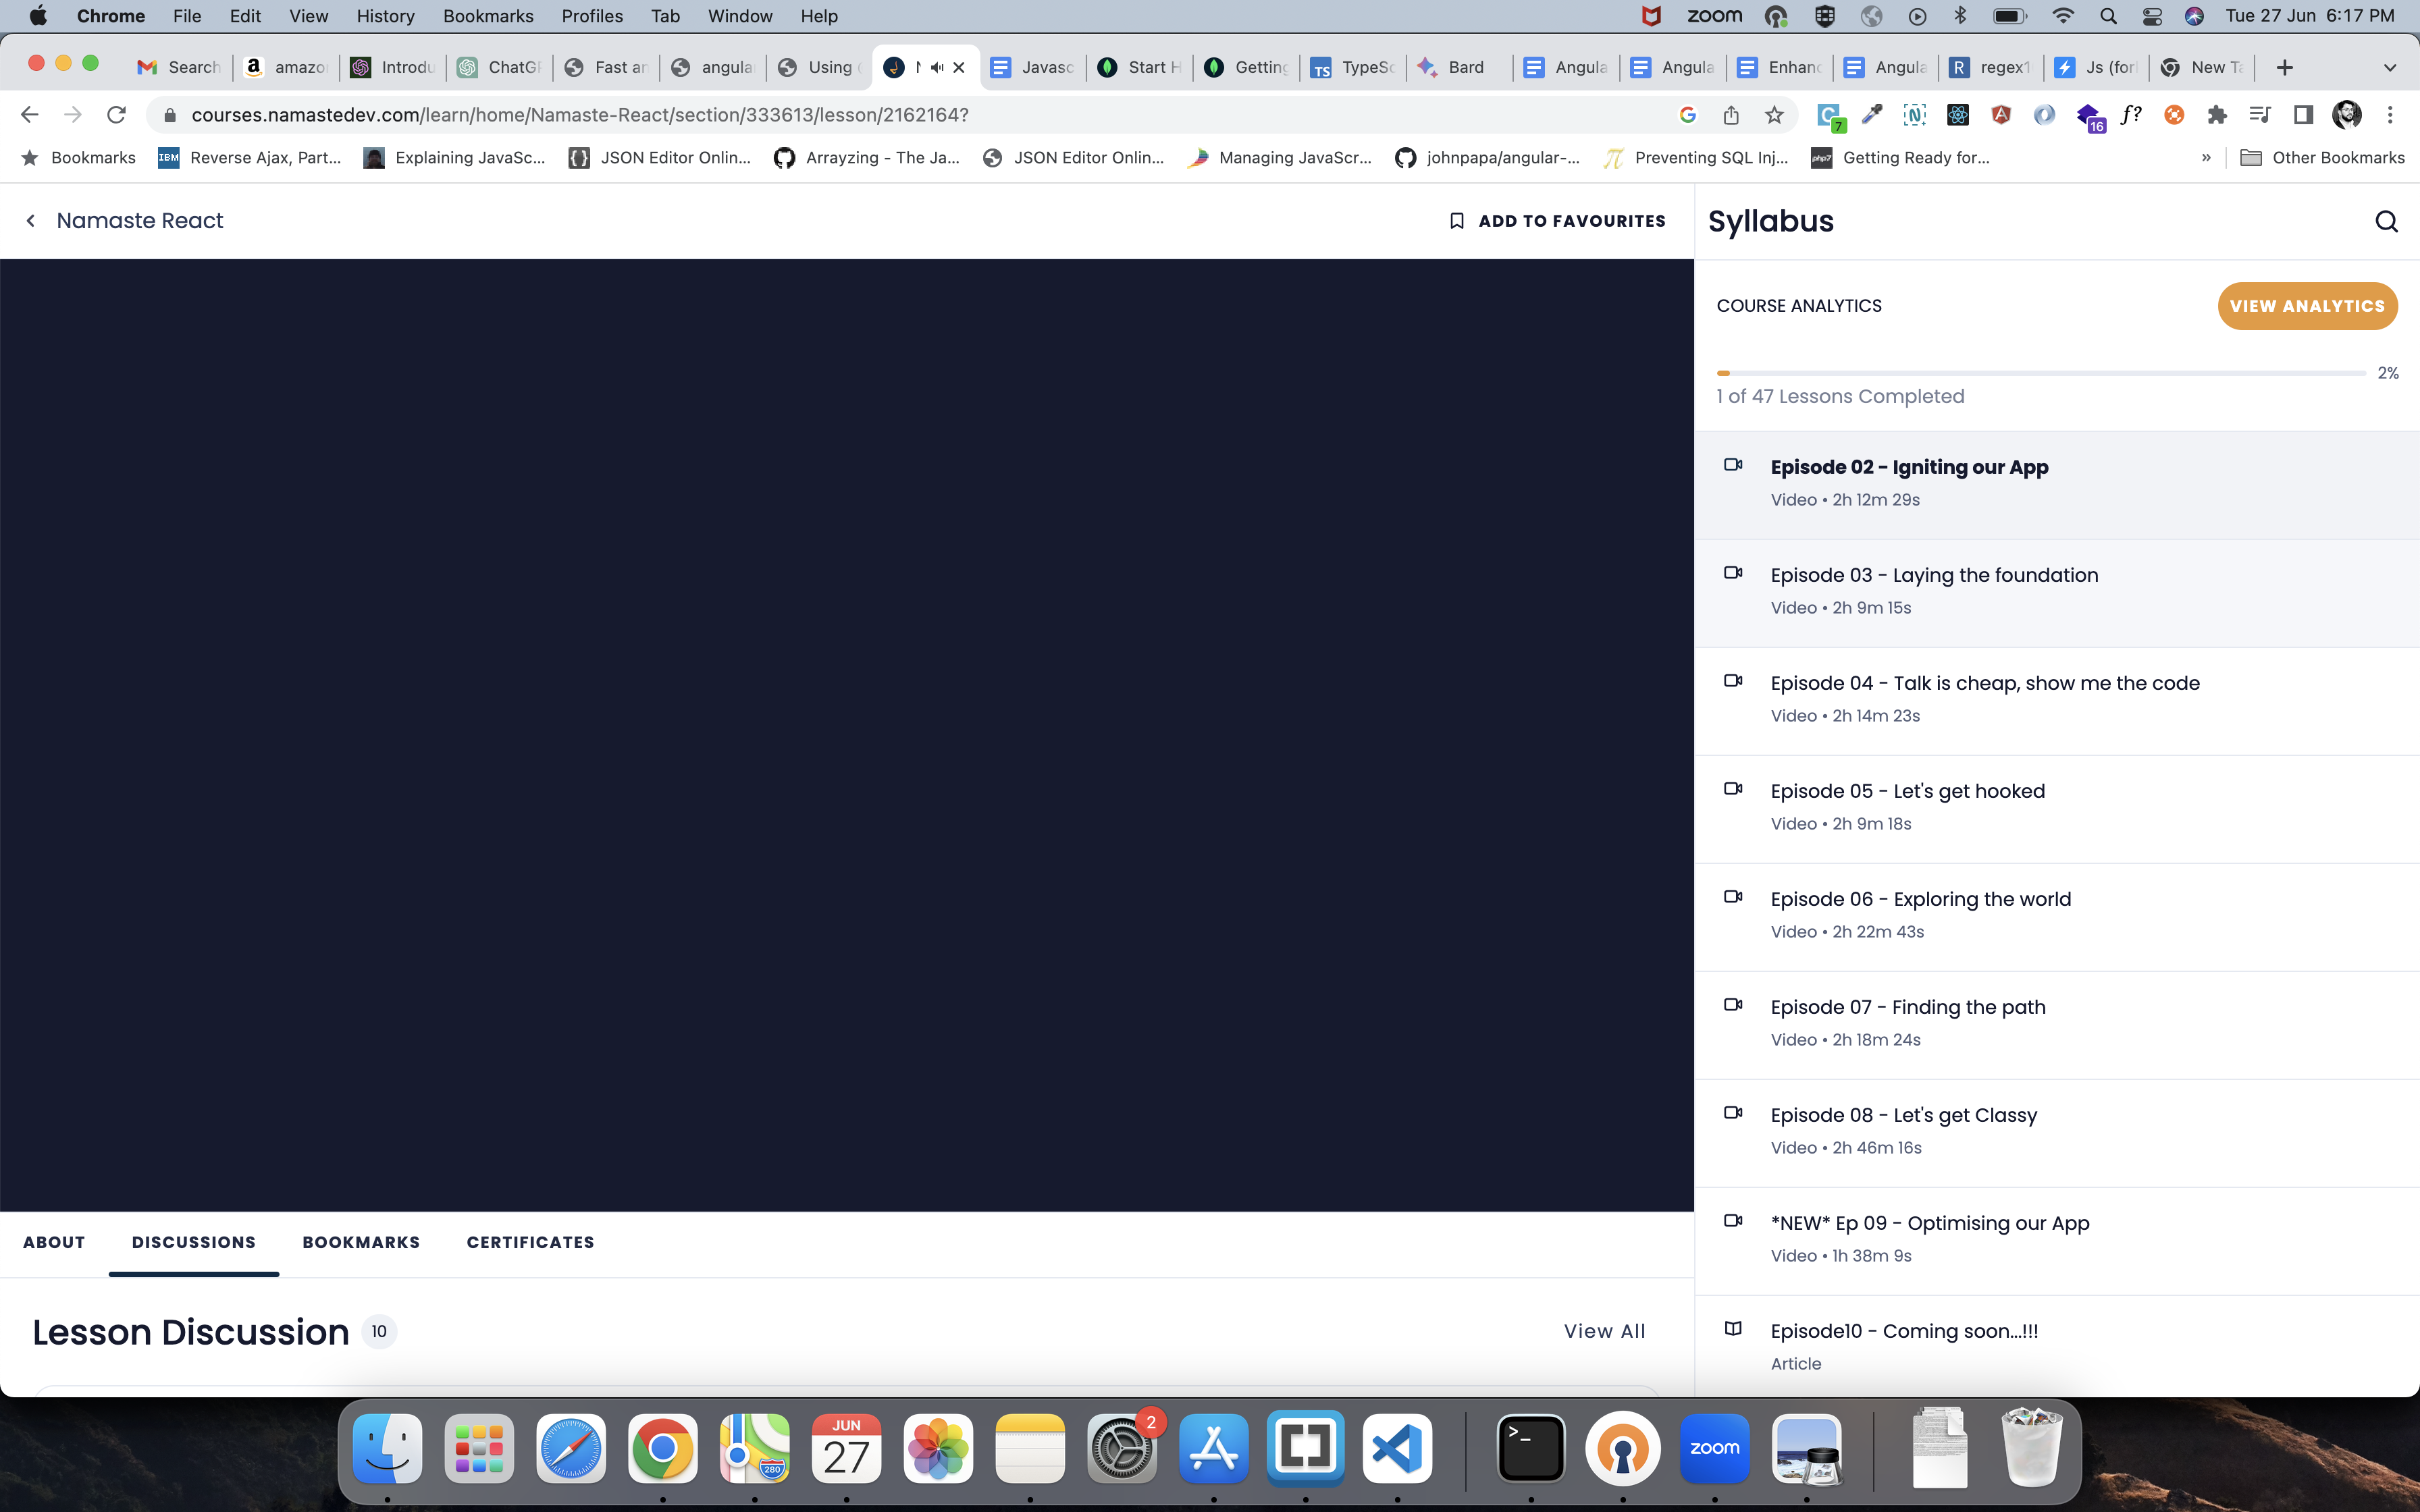 Chrome File Edit View History Bookmarks Profiles Tab Window Help
zoom Tue 27 Jun 6:17 PM
Search amazo Introdu ChatGP Fast an angula Using Javasc Start H Getting TypeSc Bard Angula Angula Enhanc Angula regex1 Js (for New Ta
courses.namastedev.com/learn/home/Namaste-React/section/333613/lesson/2162164?
7 16 f?
Bookmarks Reverse Ajax, Part... Explaining JavaSc... JSON Editor Onlin... Arrayzing - The Ja... JSON Editor Onlin... Managing JavaScr... johnpapa/angular-... Preventing SQL Inj... Getting Ready for... » Other Bookmarks
Namaste React
ADD TO FAVOURITES
Syllabus
COURSE ANALYTICS
VIEW ANALYTICS
2%
1 of 47 Lessons Completed
Episode 02 - Igniting our App
Video • 2h 12m 29s
Episode 03 - Laying the foundation
Video • 2h 9m 15s
Episode 04 - Talk is cheap, show me the code
Video • 2h 14m 23s
Episode 05 - Let's get hooked
Video • 2h 9m 18s
Episode 06 - Exploring the world
Video • 2h 22m 43s
Episode 07 - Finding the path
Video • 2h 18m 24s
Episode 08 - Let's get Classy
Video • 2h 46m 16s
*NEW* Ep 09 - Optimising our App
Video • 1h 38m 9s
Episode10 - Coming soon...!!!
Article
ABOUT DISCUSSIONS BOOKMARKS CERTIFICATES
Lesson Discussion 10
View All
280
JUN
27
2
zoom